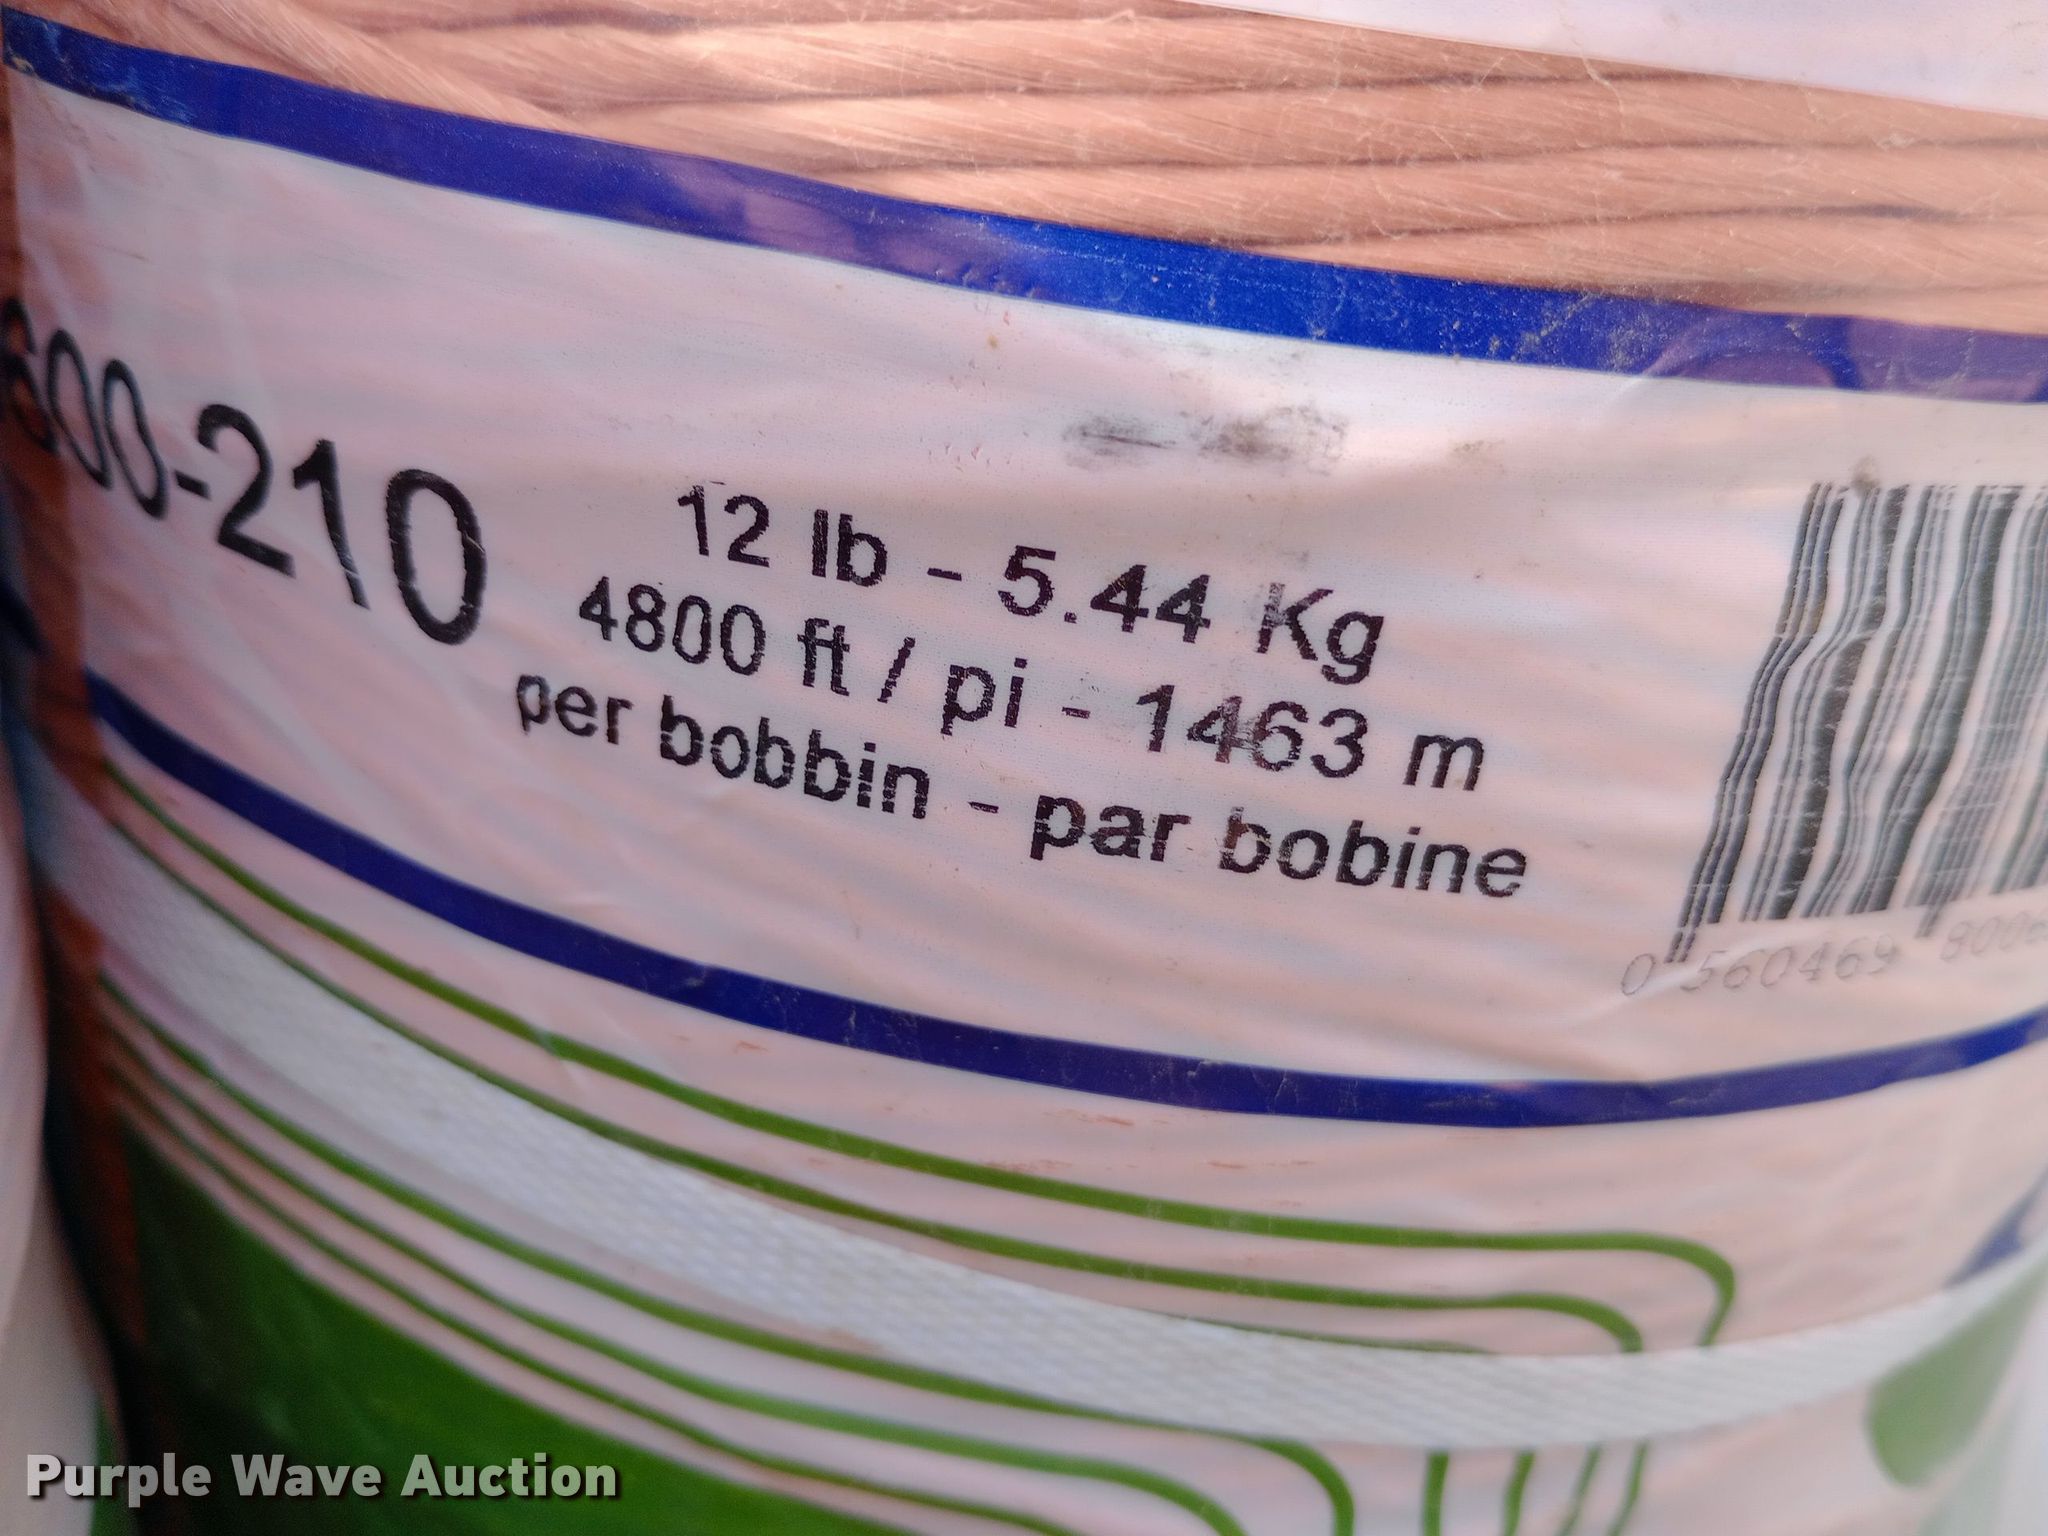 600-210
12 lb - 5.44 Kg
4800 ft / pi - 1463 m
per bobbin - par bobine
0 560469 8006
Purple Wave Auction